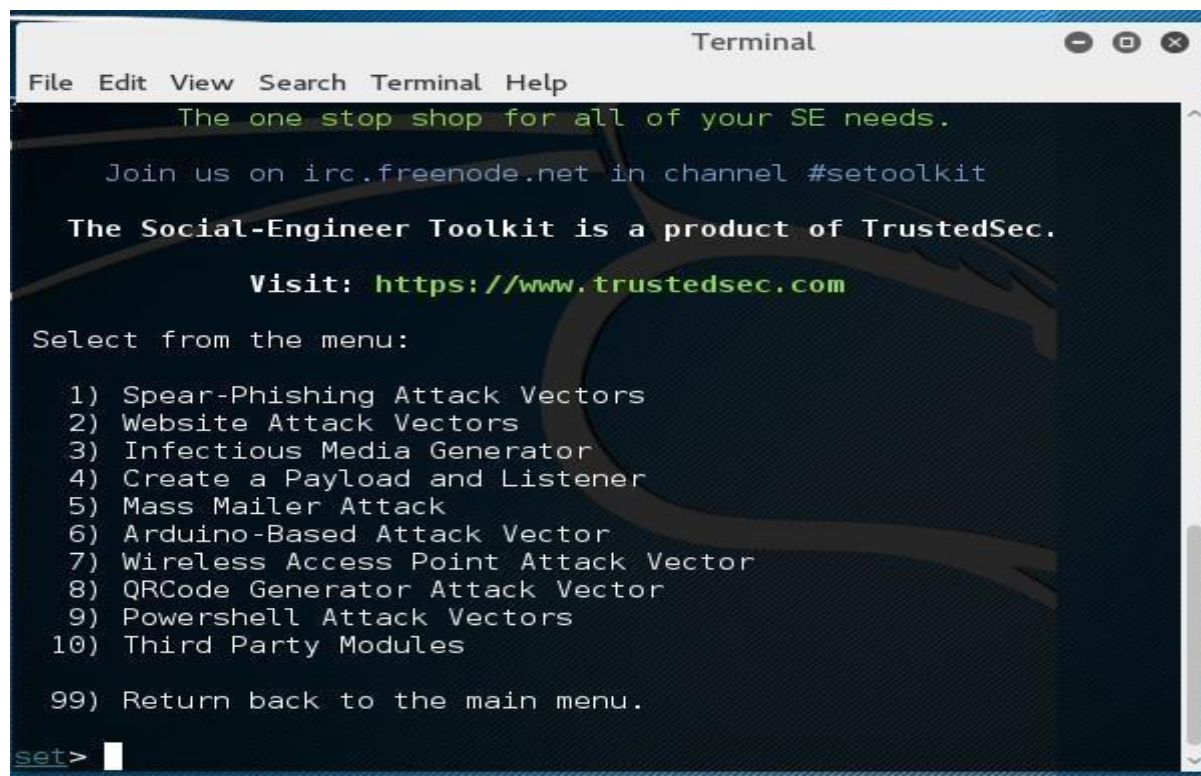 Terminal
File Edit View Search Terminal Help
The one stop shop for all of your SE needs.
Join us on irc.freenode.net in channel #setoolkit
The Social-Engineer Toolkit is a product of TrustedSec.
Visit: https://www.trustedsec.com
Select from the menu:
1) Spear-Phishing Attack Vectors
2) Website Attack Vectors
3) Infectious Media Generator
4) Create a Payload and Listener
5) Mass Mailer Attack
6) Arduino-Based Attack Vector
7) Wireless Access Point Attack Vector
8) QRCode Generator Attack Vector
9) Powershell Attack Vectors
10) Third Party Modules
99) Return back to the main menu.
set>